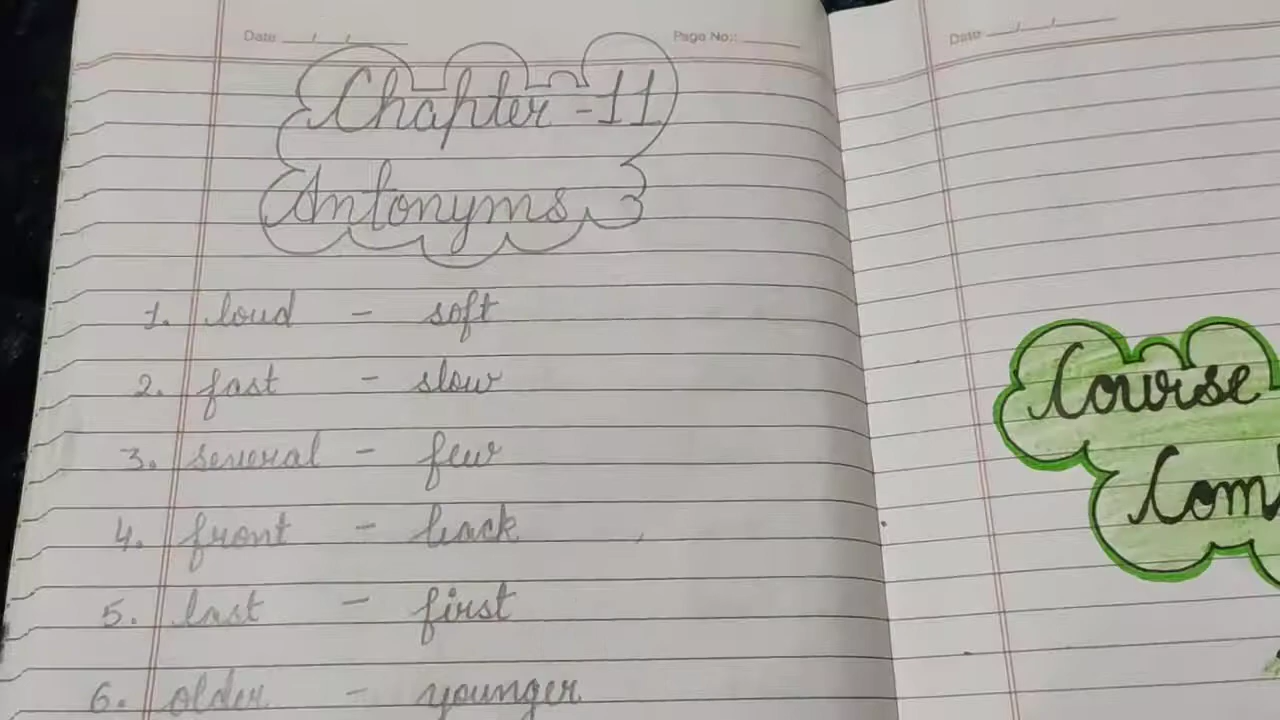 Date / /
Page No.:
Chapter - 11
Antonyms
1. loud - soft
2. fast - slow
3. several - few
4. front - back
5. last - first
6. older - younger
Date / /
Course
Com